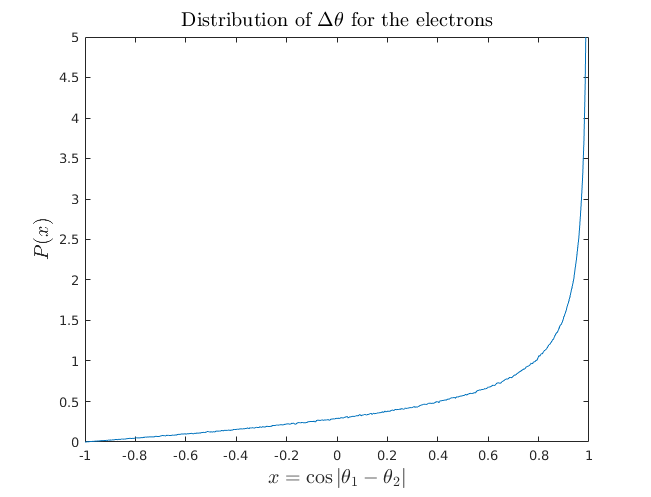 Distribution of Δθ for the electrons
5
4.5
4
3.5
3
2.5
2
1.5
1
0.5
0
P(x)
-1 -0.8 -0.6 -0.4 -0.2 0 0.2 0.4 0.6 0.8 1
x = cos |θ₁ − θ₂|